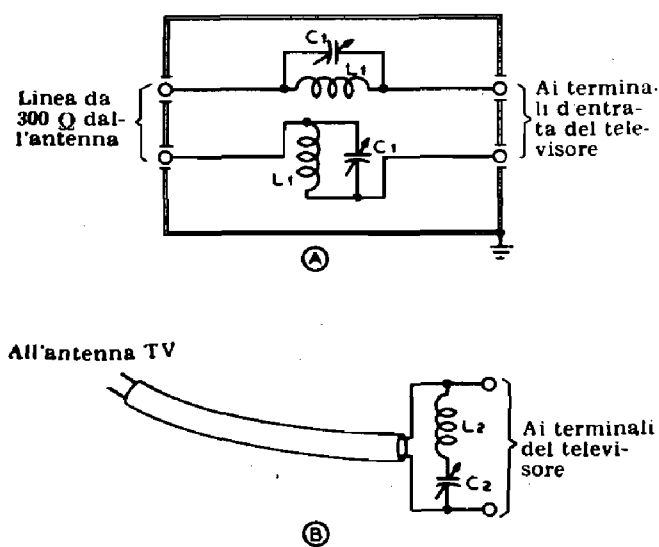 C1
L1
Linea da
300 Ω dal-
l'antenna
Ai termina-
li d'entra-
ta del tele-
visore
L1
C1
A
All'antenna TV
L2
C2
Ai terminali
del televi-
sore
B